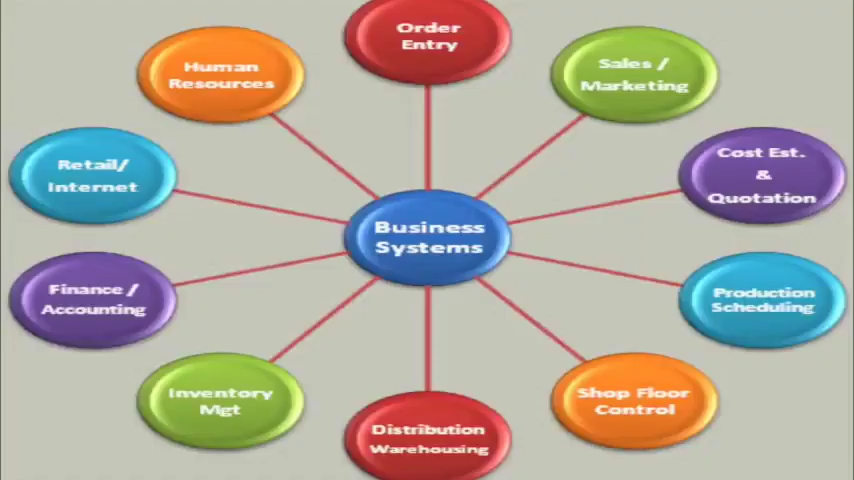 Order
Entry
Human
Resources
Sales /
Marketing
Retail/
Internet
Cost Est.
&
Quotation
Business
Systems
Finance /
Accounting
Production
Scheduling
Inventory
Mgt
Shop Floor
Control
Distribution
Warehousing